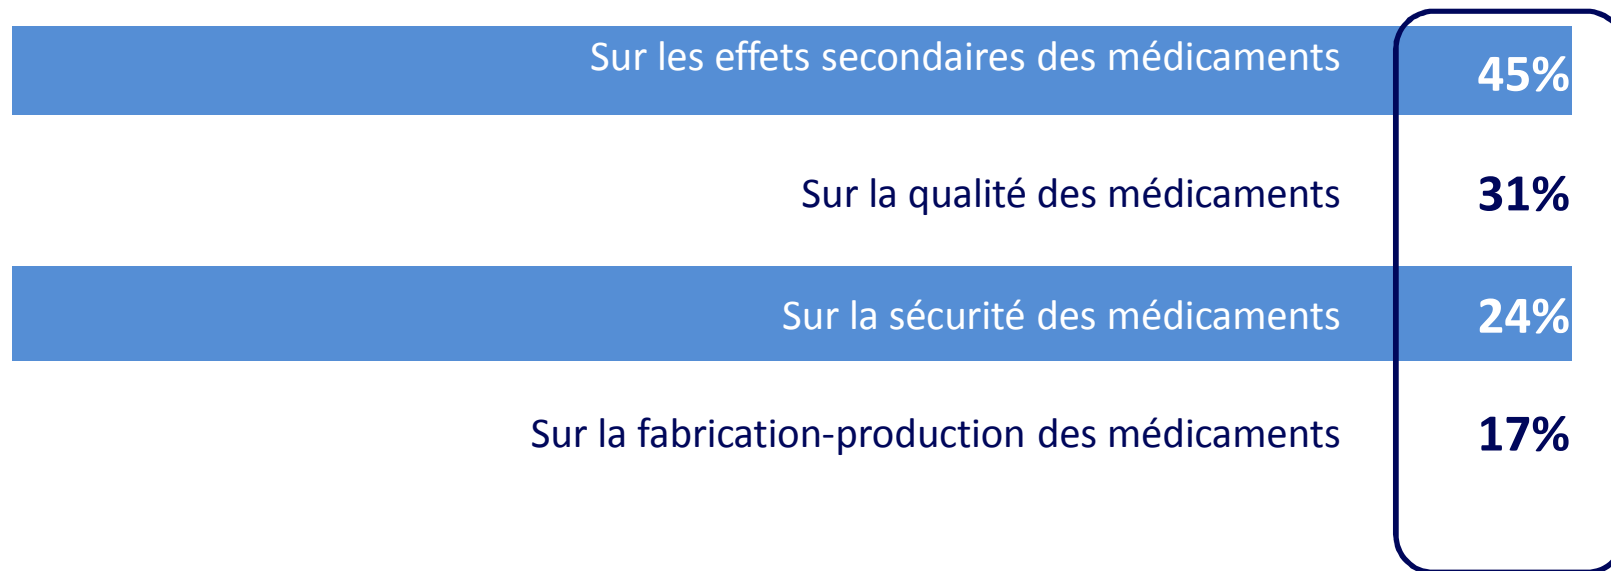 Sur les effets secondaires des médicaments 45%
Sur la qualité des médicaments 31%
Sur la sécurité des médicaments 24%
Sur la fabrication-production des médicaments 17%